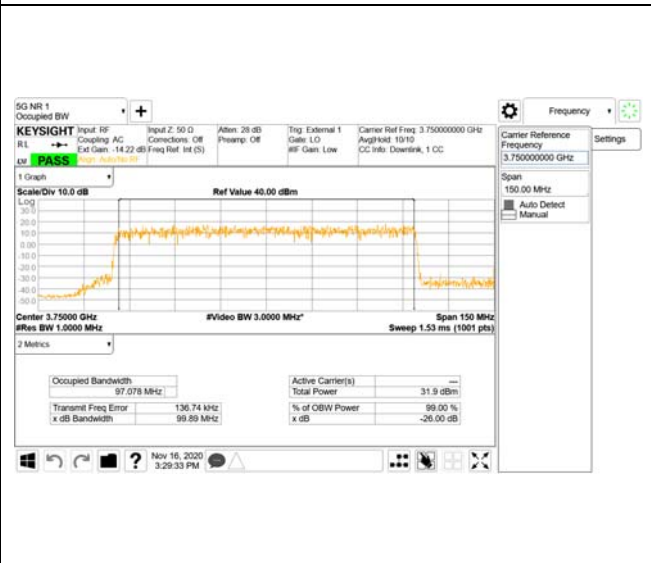 5G NR 1
Occupied BW
Frequency
KEYSIGHT
Input: RF
Coupling: AC
Ext Gain: -14.22 dB
Align: Auto/No RF
Input Z: 50 Ω
Corrections: Off
Freq Ref: Int (S)
Atten: 28 dB
Preamp: Off
Trig: External 1
Gate: LO
#IF Gain: Low
Carrier Ref Freq: 3.750000000 GHz
Avg|Hold: 10/10
CC Info: Downlink, 1 CC
RL
PASS
Carrier Reference
Frequency
3.750000000 GHz
Settings
Span
150.00 MHz
Auto Detect
Manual
1 Graph
Scale/Div 10.0 dB
Ref Value 40.00 dBm
Log
30.0
20.0
10.0
0.00
-10.0
-20.0
-30.0
-40.0
-50.0
Center 3.75000 GHz
#Video BW 3.0000 MHz*
Span 150 MHz
#Res BW 1.0000 MHz
Sweep 1.53 ms (1001 pts)
2 Metrics
Occupied Bandwidth
97.078 MHz
Active Carrier(s) —
Total Power 31.9 dBm
Transmit Freq Error 136.74 kHz
x dB Bandwidth 99.89 MHz
% of OBW Power 99.00 %
x dB -26.00 dB
Nov 16, 2020
3:29:33 PM